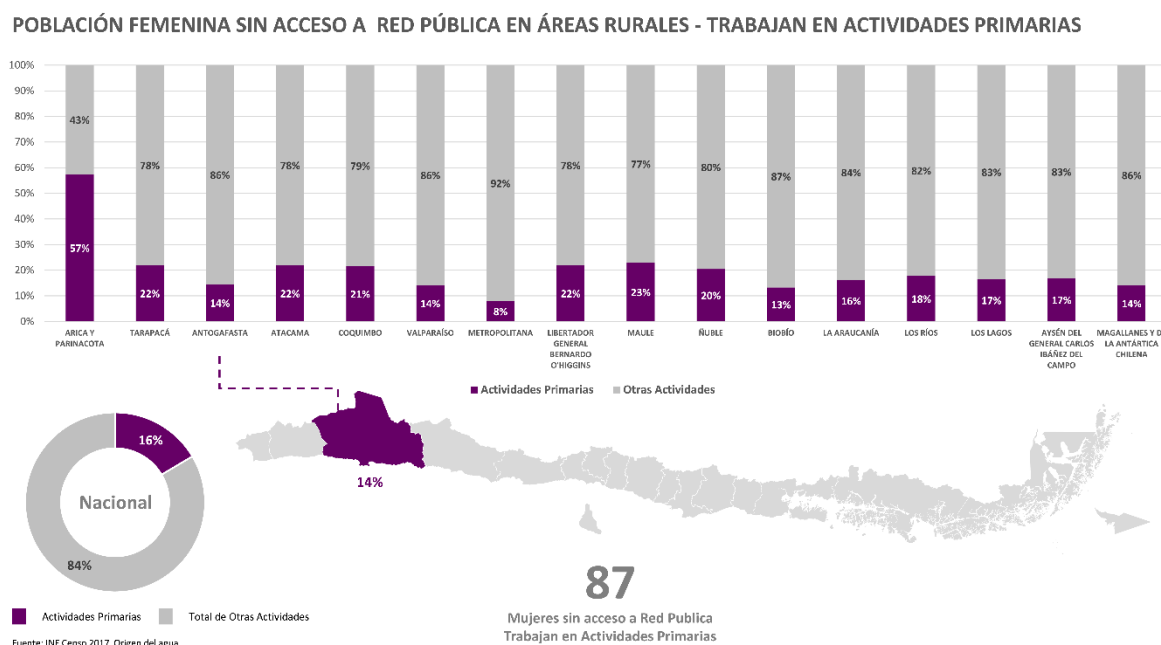 POBLACIÓN FEMENINA SIN ACCESO A RED PÚBLICA EN ÁREAS RURALES - TRABAJAN EN ACTIVIDADES PRIMARIAS
100%
90%
80%
70%
60%
50%
40%
30%
20%
10%
0%
43%
78%
86%
78%
79%
86%
92%
78%
77%
80%
87%
84%
82%
83%
83%
86%
57%
22%
14%
22%
21%
14%
8%
22%
23%
20%
13%
16%
18%
17%
17%
14%
ARICA Y
PARINACOTA
TARAPACÁ
ANTOGAFASTA
ATACAMA
COQUIMBO
VALPARAÍSO
METROPOLITANA
LIBERTADOR
GENERAL
BERNARDO
O'HIGGINS
MAULE
ÑUBLE
BIOBÍO
LA ARAUCANÍA
LOS RÍOS
LOS LAGOS
AYSÉN DEL
GENERAL CARLOS
IBÁÑEZ DEL
CAMPO
MAGALLANES Y D
LA ANTÁRTICA
CHILENA
Actividades Primarias
Otras Actividades
16%
Nacional
84%
14%
87
Mujeres sin acceso a Red Publica
Trabajan en Actividades Primarias
Actividades Primarias
Total de Otras Actividades
Fuente: INE Censo 2017. Origen del agua